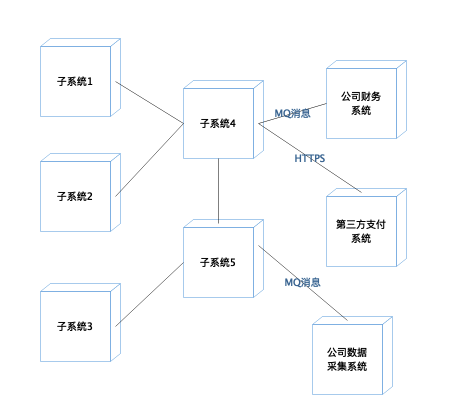 子系统1
子系统4
公司财务
系统
MQ消息
HTTPS
子系统2
第三方支付
系统
子系统5
MQ消息
子系统3
公司数据
采集系统